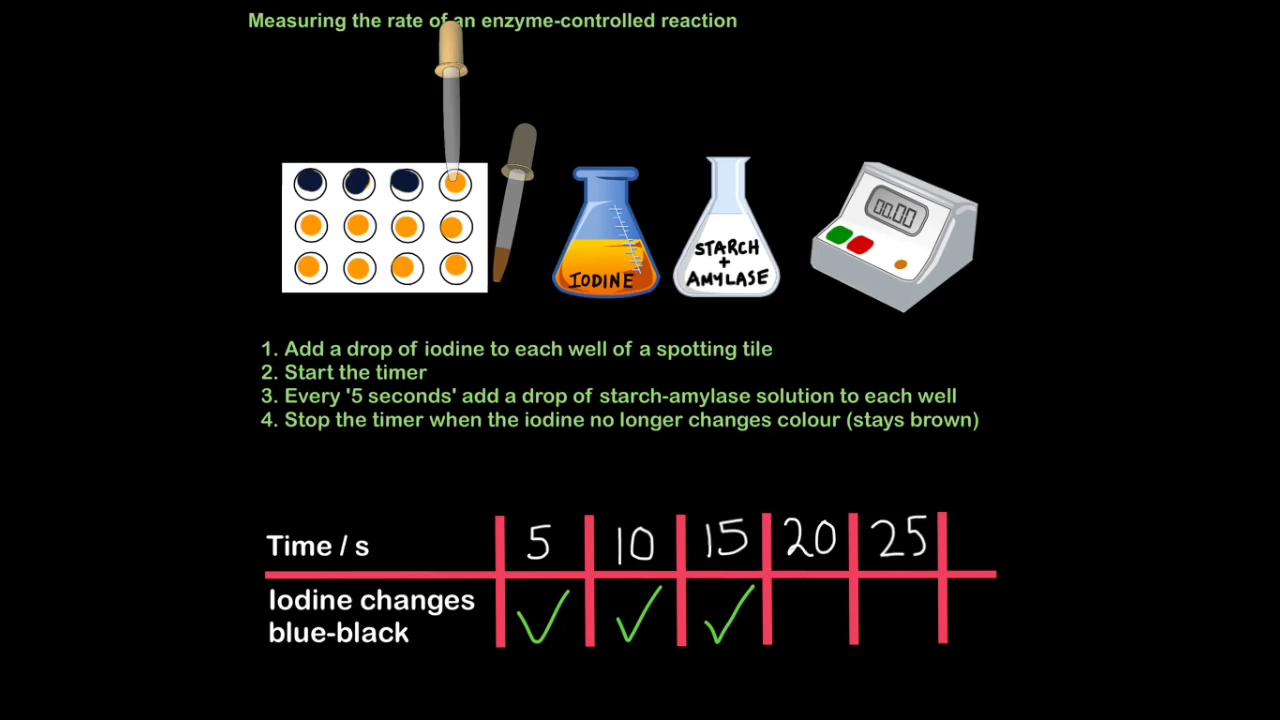 Measuring the rate of an enzyme-controlled reaction
IODINE
STARCH
+
AMYLASE
00.00
1. Add a drop of iodine to each well of a spotting tile
2. Start the timer
3. Every '5 seconds' add a drop of starch-amylase solution to each well
4. Stop the timer when the iodine no longer changes colour (stays brown)
Time / s 5 10 15 20 25
Iodine changes
blue-black ✓ ✓ ✓